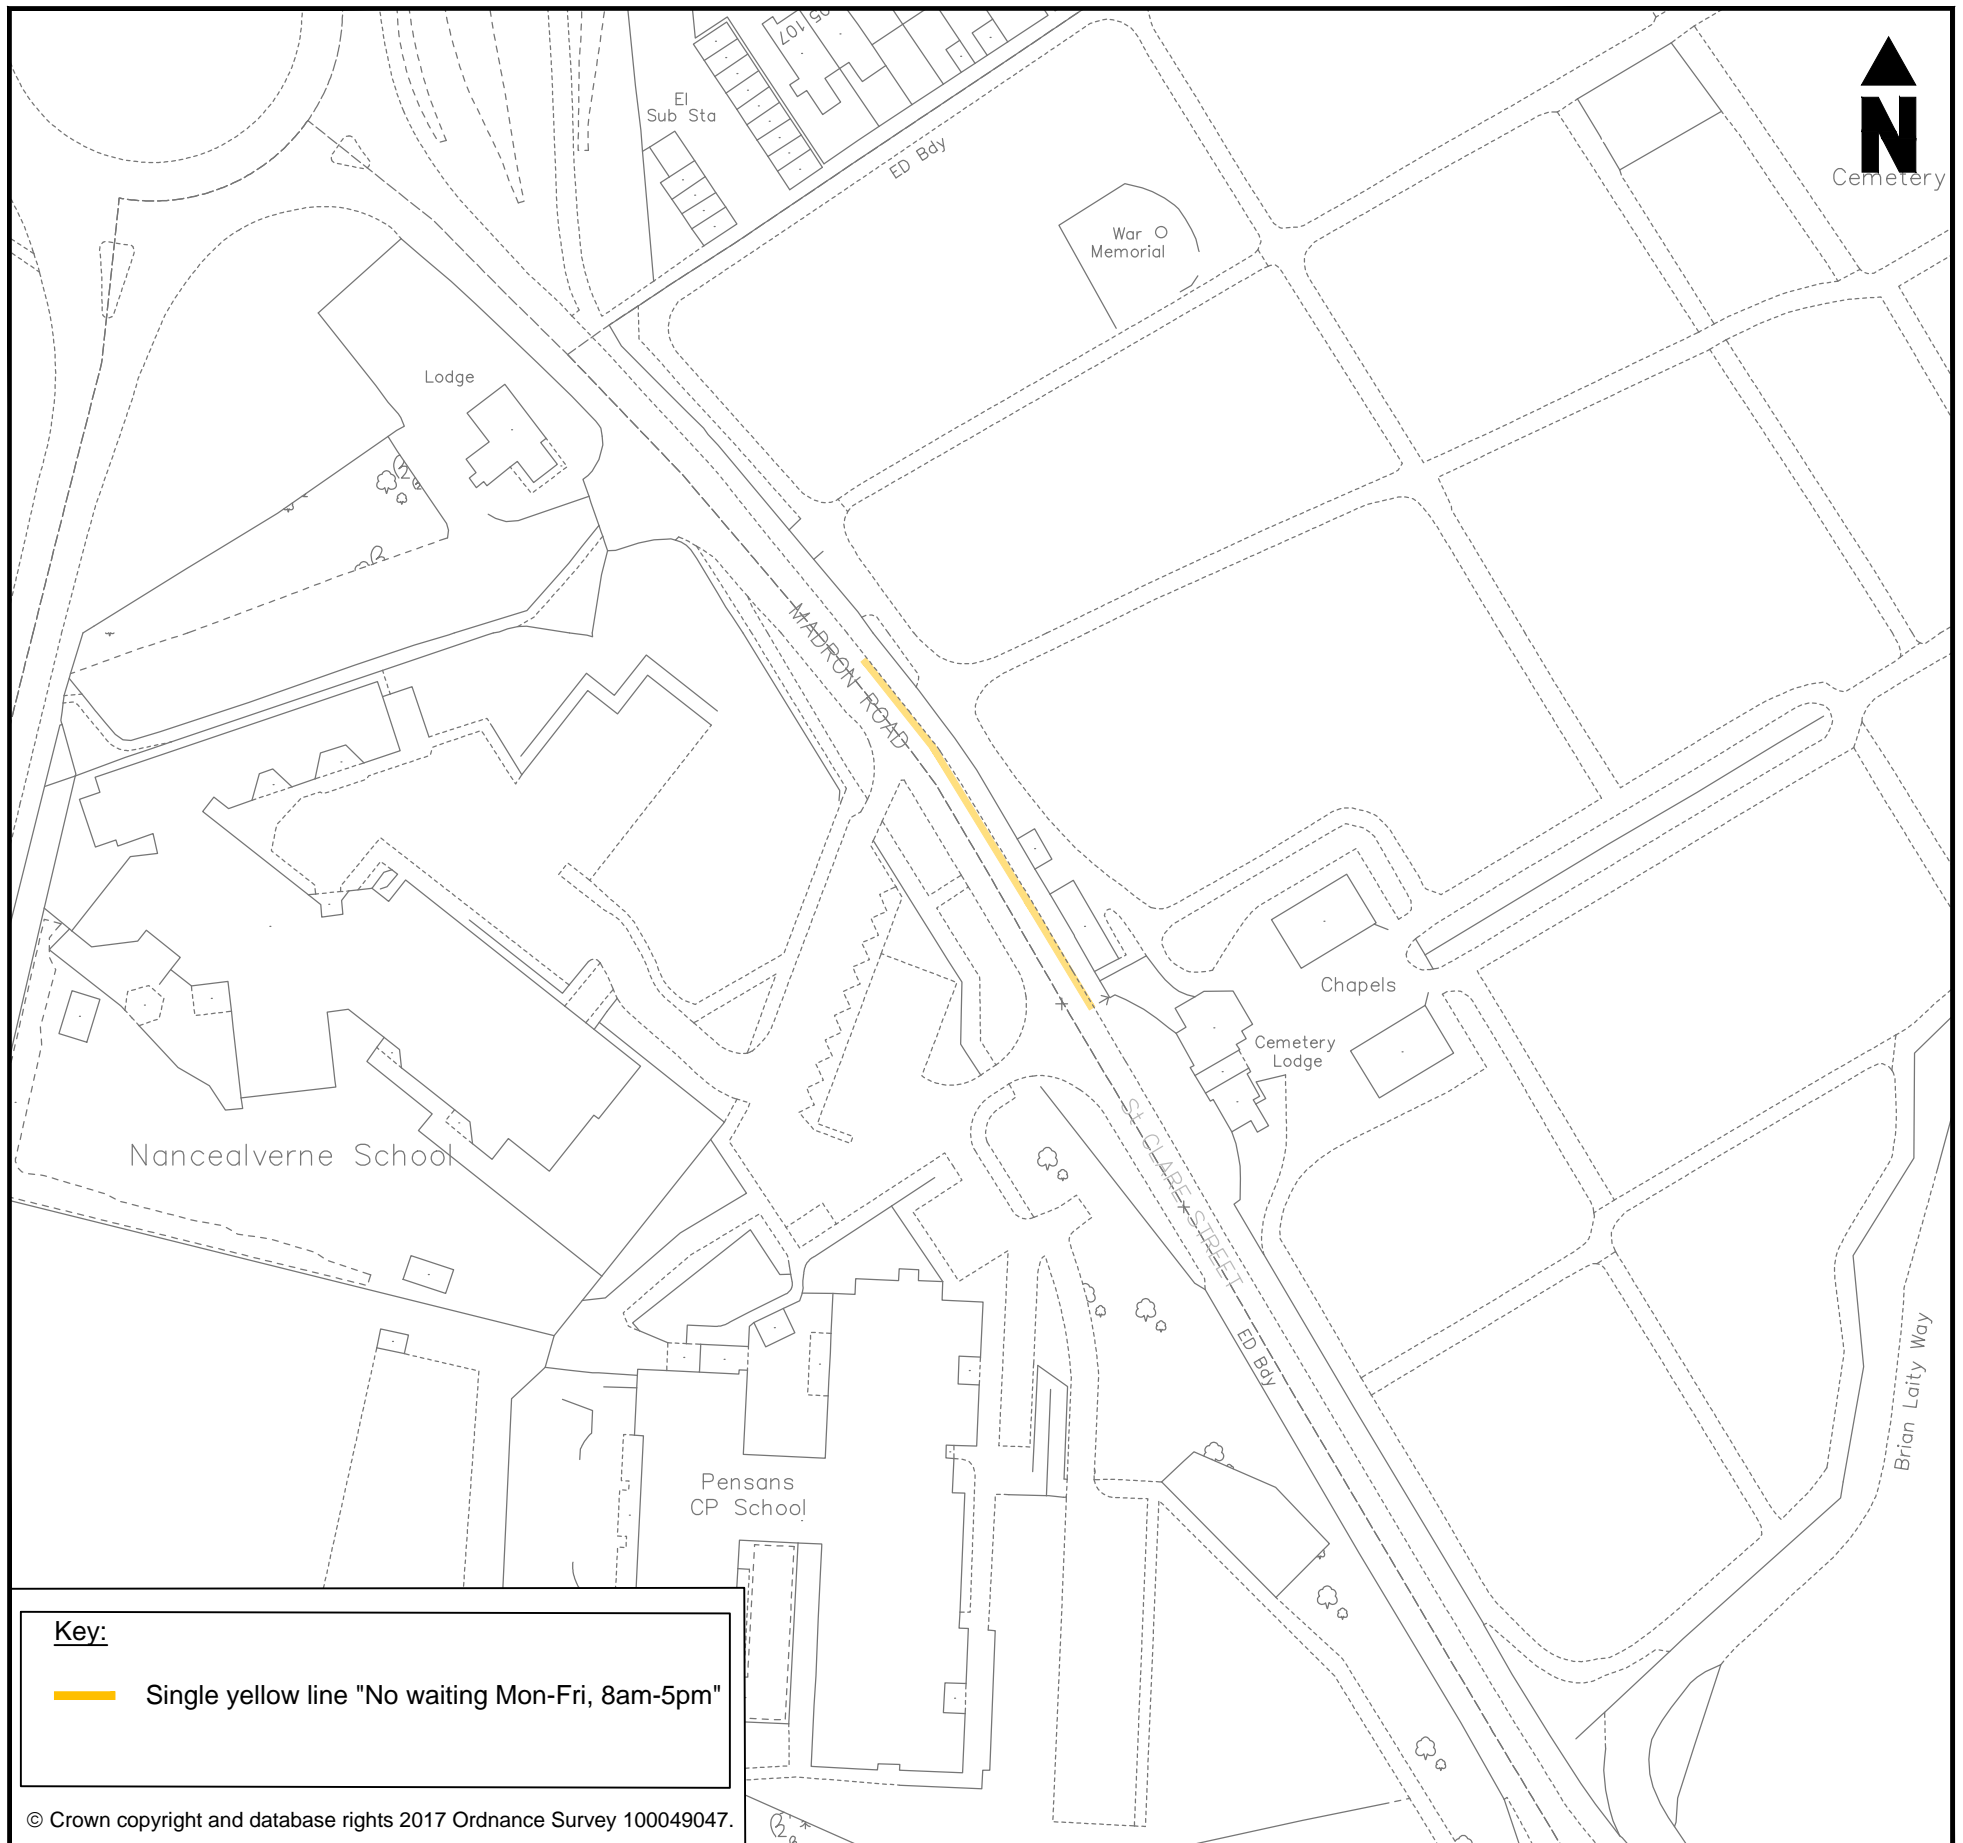 107
El
Sub Sta
ED Bdy
N
Cemetery
War
Memorial
Lodge
MADRON ROAD
Chapels
Cemetery
Lodge
St CLARE STREET
Nancealverne School
ED Bdy
Brian Laity Way
Pensans
CP School
Key:
Single yellow line "No waiting Mon-Fri, 8am-5pm"
© Crown copyright and database rights 2017 Ordnance Survey 100049047.